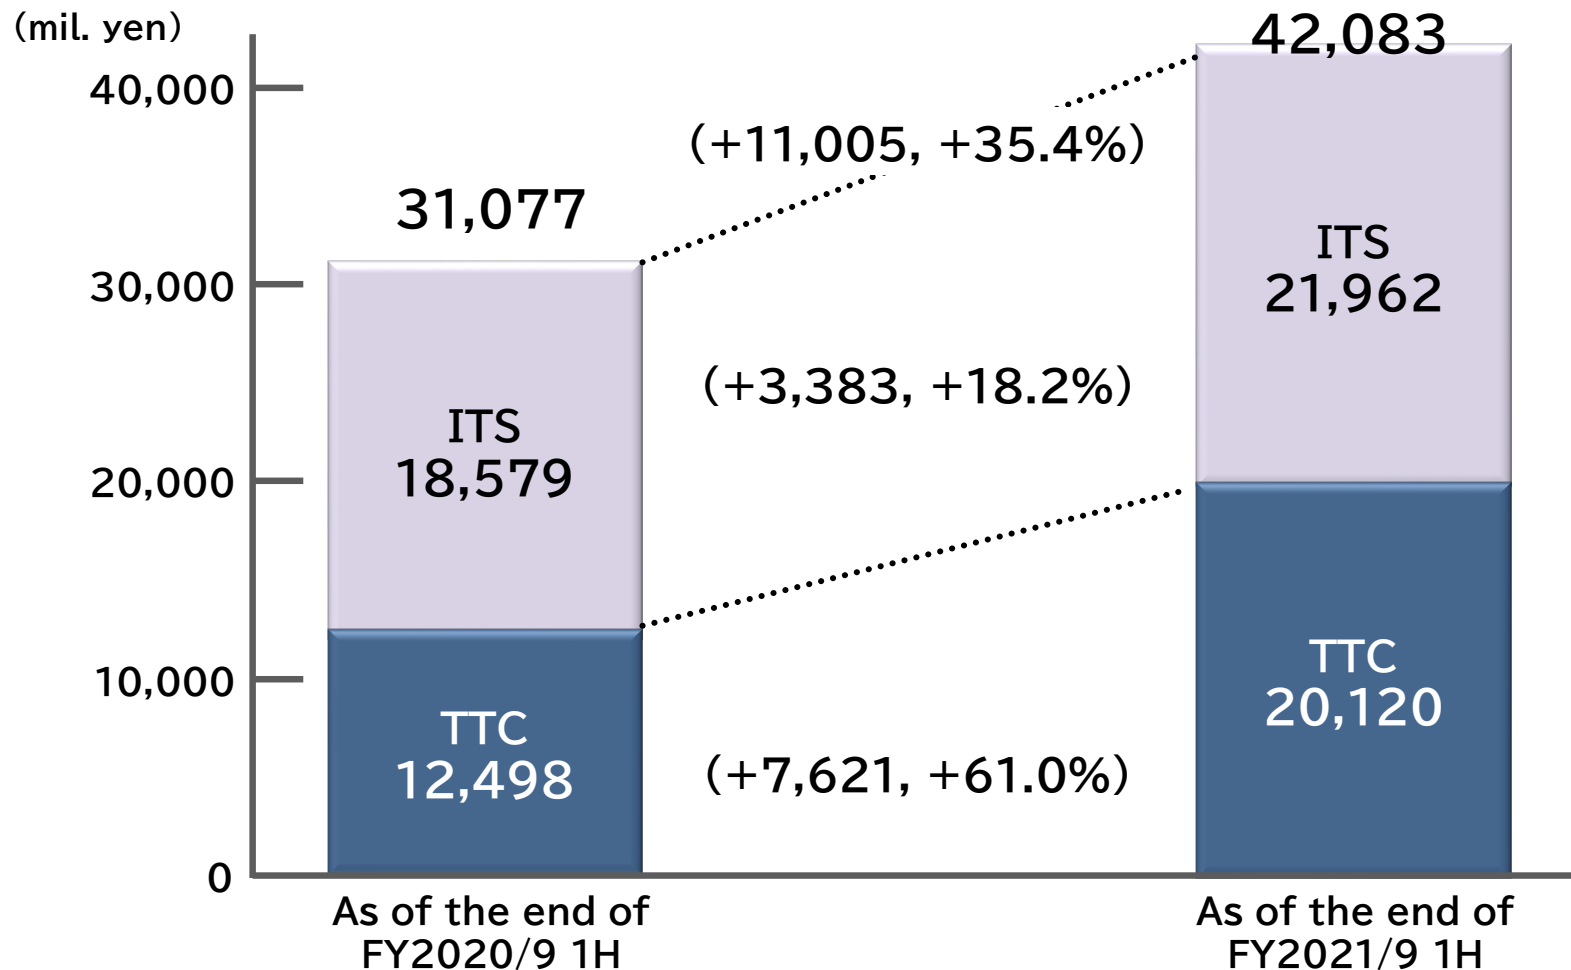 (mil. yen)
40,000
30,000
20,000
10,000
0
31,077
ITS
18,579
TTC
12,498
(+11,005, +35.4%)
(+3,383, +18.2%)
(+7,621, +61.0%)
42,083
ITS
21,962
TTC
20,120
As of the end of
FY2020/9 1H
As of the end of
FY2021/9 1H